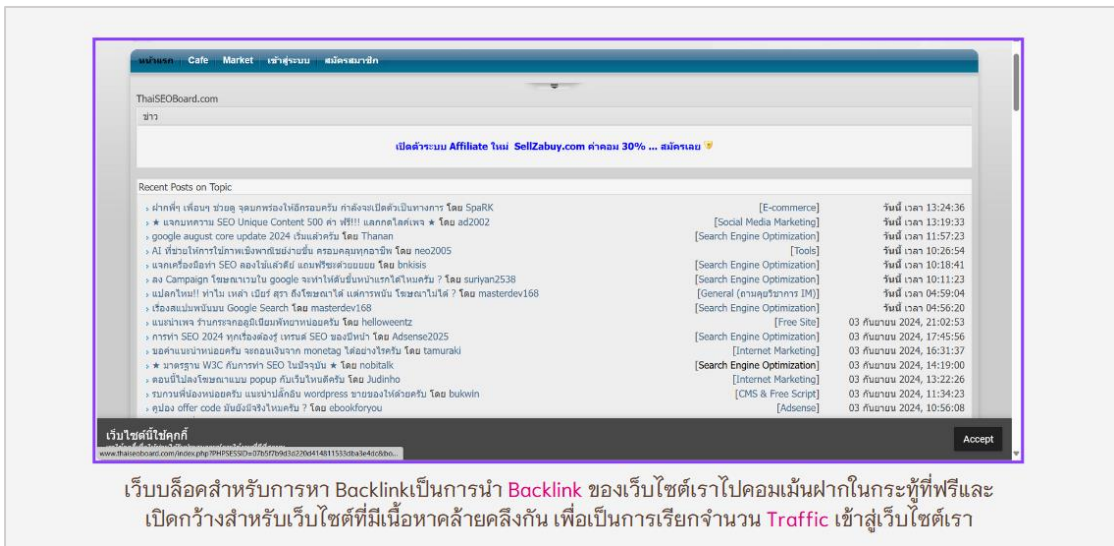 หน้าแรก Cafe Market เข้าสู่ระบบ สมัครสมาชิก
ThaiSEOBoard.com
ข่าว
เปิดตัวระบบ Affiliate ใหม่ SellZabuy.com ค่าคอม 30% ... สมัครเลย
Recent Posts on Topic
ฝากพี่ๆ เพื่อนๆ ช่วยดู จุดบกพร่องให้อีกรอบครับ กำลังจะเปิดตัวเป็นทางการ โดย SpaRK [E-commerce] วันนี้ เวลา 13:24:36
★ แจกบทความ SEO Unique Content 500 คำ ฟรี!!! แลกกดไลค์เพจ ★ โดย ad2002 [Social Media Marketing] วันนี้ เวลา 13:19:33
google august core update 2024 เริ่มแล้วครับ โดย Thanan [Search Engine Optimization] วันนี้ เวลา 11:57:23
AI ที่ช่วยให้การใช้ภาพเชิงพาณิชย์ง่ายขึ้น ครอบคลุมทุกอาชีพ โดย neo2005 [Tools] วันนี้ เวลา 10:26:54
แจกเครื่องมือทำ SEO ลองใช้แล้วดีย์ แถมฟรีซะด้วยยยยย โดย bnkisis [Search Engine Optimization] วันนี้ เวลา 10:18:41
ลง Campaign โฆษณาเรบใน google จะทำให้ดันขึ้นหน้าแรกได้ไหมครับ ? โดย suriyan2538 [Search Engine Optimization] วันนี้ เวลา 10:11:23
แปลกไหม!! ทำไม เหล้า เบียร์ สุรา ถึงโฆษณาได้ แต่การพนัน โฆษณาไม่ได้ ? โดย masterdev168 [General (ถามคุยวิชาการ IM)] วันนี้ เวลา 04:59:04
เรื่องสแปมพนันบน Google Search โดย masterdev168 [Search Engine Optimization] วันนี้ เวลา 04:56:20
แนะนำเพจ ร้านกระจกอลูมิเนียมพัทยาหน่อยครับ โดย helloweentz [Free Site] 03 กันยายน 2024, 21:02:53
การทำ SEO 2024 ทุกเรื่องต้องรู้ เทรนด์ SEO ของปีหน้า โดย Adsense2025 [Search Engine Optimization] 03 กันยายน 2024, 17:45:56
ขอคำแนะนำหน่อยครับ จะถอนเงินจาก monetag ได้อย่างไรครับ โดย tamuraki [Internet Marketing] 03 กันยายน 2024, 16:31:37
★ มาตรฐาน W3C กับการทำ SEO ในปัจจุบัน ★ โดย nobitalk [Search Engine Optimization] 03 กันยายน 2024, 14:19:00
ตอนนี้ไปลงโฆษณาแบบ popup กับเว็บไหนดีครับ โดย Judinho [Internet Marketing] 03 กันยายน 2024, 13:22:26
รบกวนพี่น้องหน่อยครับ แนะนำปลั๊กอิน wordpress ขายของให้ด้วยครับ โดย bukwin [CMS & Free Script] 03 กันยายน 2024, 11:34:23
คูปอง offer code มันยังมีจริงไหมครับ ? โดย ebookforyou [Adsense] 03 กันยายน 2024, 10:56:08
เว็บไซต์นี้ใช้คุกกี้
Accept
เว็บบล็อคสำหรับการหา Backlinkเป็นการนำ Backlink ของเว็บไซต์เราไปคอมเม้นฝากในกระทู้ที่ฟรีและ
เปิดกว้างสำหรับเว็บไซต์ที่มีเนื้อหาคล้ายคลึงกัน เพื่อเป็นการเรียกจำนวน Traffic เข้าสู่เว็บไซต์เรา